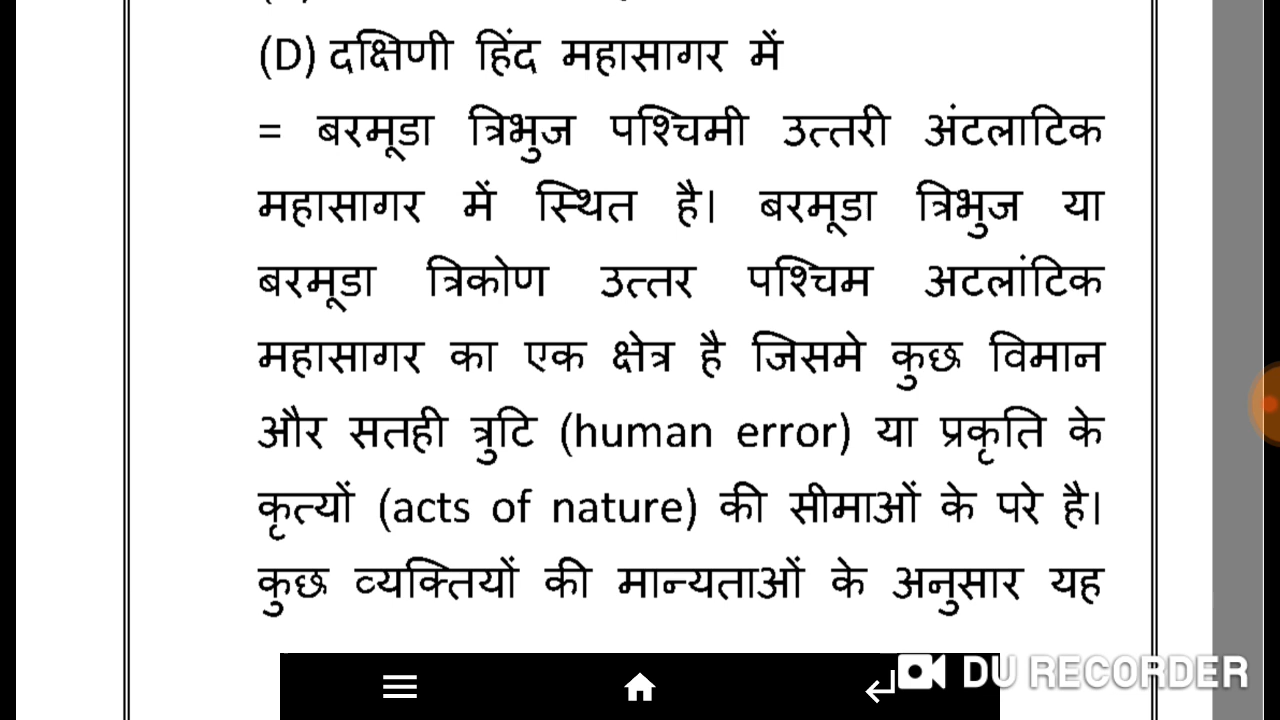 (D) दक्षिणी हिंद महासागर में
= बरमूडा त्रिभुज पश्चिमी उत्तरी अंटलाटिक
महासागर में स्थित है। बरमूडा त्रिभुज या
बरमूडा त्रिकोण उत्तर पश्चिम अटलांटिक
महासागर का एक क्षेत्र है जिसमे कुछ विमान
और सतही त्रुटि (human error) या प्रकृति के
कृत्यों (acts of nature) की सीमाओं के परे है।
कुछ व्यक्तियों की मान्यताओं के अनुसार यह
DU RECORDER